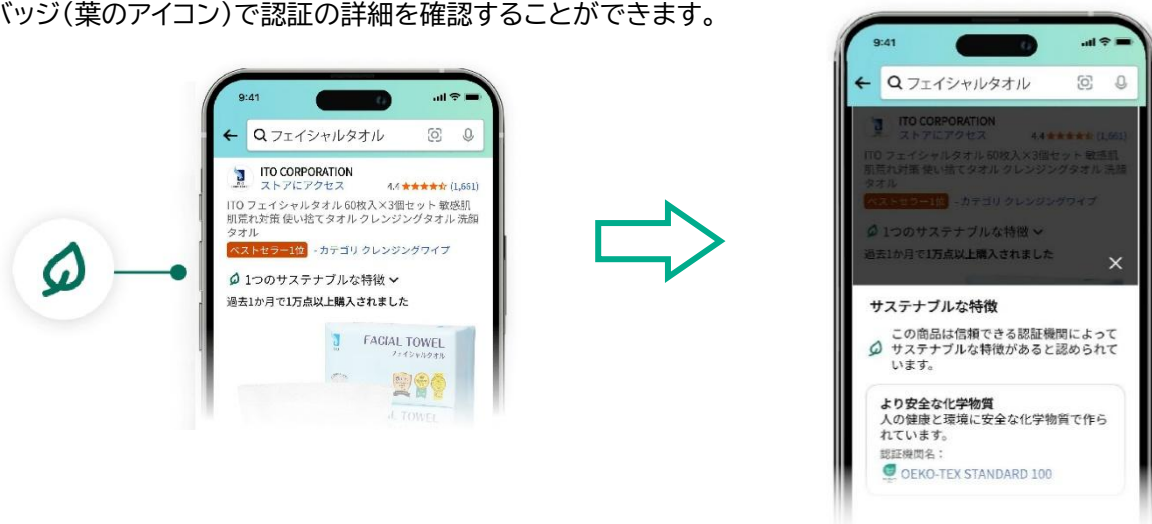 バッジ（葉のアイコン）で認証の詳細を確認することができます。
9:41
フェイシャルタオル
ITO CORPORATION
ストアにアクセス 4.4 (1,661)
ITO フェイシャルタオル 60枚入×3個セット 敏感肌
肌荒れ対策 使い捨てタオル クレンジングタオル 洗顔
タオル
ベストセラー1位 - カテゴリ クレンジングワイプ
1つのサステナブルな特徴
過去1か月で1万点以上購入されました
FACIAL TOWEL
フェイシャルタオル
AL TOWEL
9:41
フェイシャルタオル
ITO CORPORATION
ストアにアクセス 4.4 (1,661)
ITO フェイシャルタオル 60枚入×3個セット 敏感肌
肌荒れ対策 使い捨てタオル クレンジングタオル 洗顔
タオル
ベストセラー1位 - カテゴリ クレンジングワイプ
1つのサステナブルな特徴
過去1か月で1万点以上購入されました
サステナブルな特徴
この商品は信頼できる認証機関によって
サステナブルな特徴があると認められて
います。
より安全な化学物質
人の健康と環境に安全な化学物質で作ら
れています。
認証機関名：
OEKO-TEX STANDARD 100